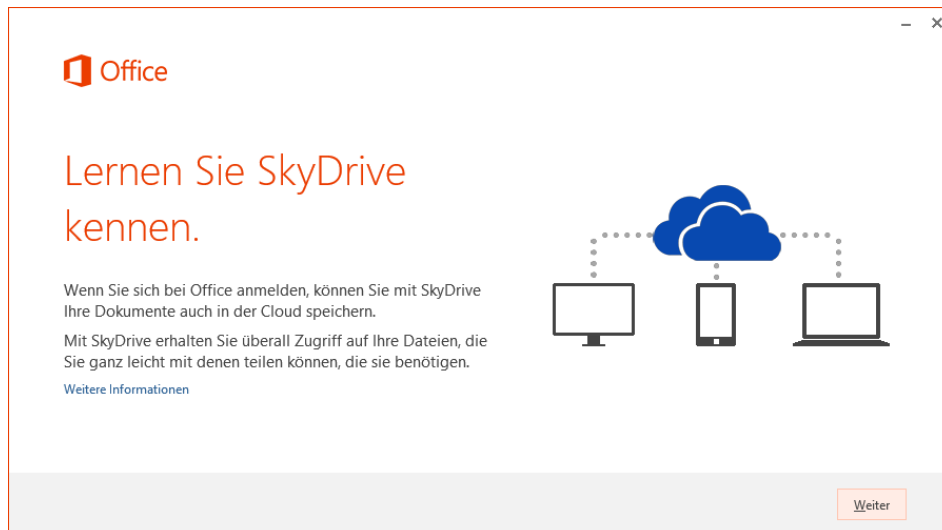 Office
Lernen Sie SkyDrive
kennen.
Wenn Sie sich bei Office anmelden, können Sie mit SkyDrive
Ihre Dokumente auch in der Cloud speichern.
Mit SkyDrive erhalten Sie überall Zugriff auf Ihre Dateien, die
Sie ganz leicht mit denen teilen können, die sie benötigen.
Weitere Informationen
Weiter